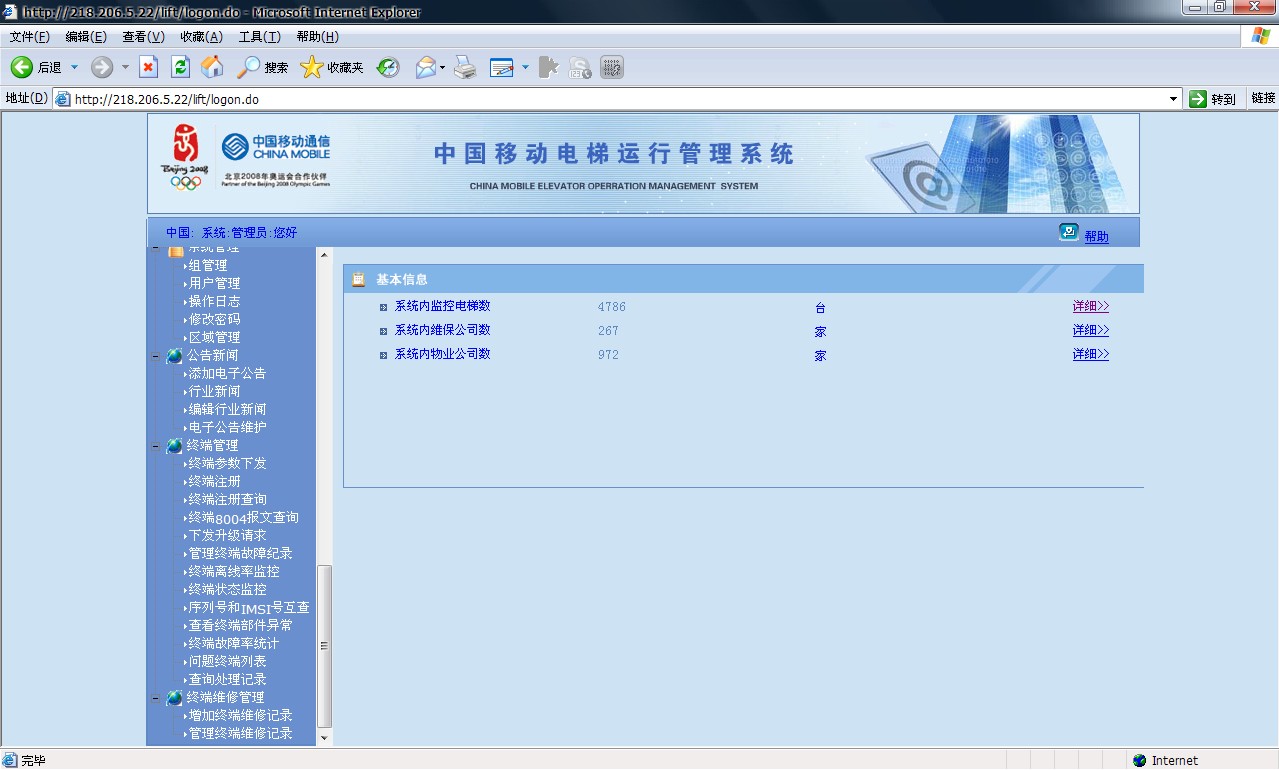 http://218.206.5.22/lift/logon.do - Microsoft Internet Explorer
文件(F) 编辑(E) 查看(V) 收藏(A) 工具(T) 帮助(H)
后退 搜索 收藏夹
地址(D) http://218.206.5.22/lift/logon.do 转到 链接
Beijing 2008
中国移动通信
CHINA MOBILE
北京2008年奥运会合作伙伴
Partner of the Beijing 2008 Olympic Games
中国移动电梯运行管理系统
CHINA MOBILE ELEVATOR OPERRATION MANAGEMENT SYSTEM
中国: 系统:管理员:您好 帮助
系统管理
组管理
用户管理
操作日志
修改密码
区域管理
公告新闻
添加电子公告
行业新闻
编辑行业新闻
电子公告维护
终端管理
终端参数下发
终端注册
终端注册查询
终端8004报文查询
下发升级请求
管理终端故障纪录
终端离线率监控
终端状态监控
序列号和IMSI号互查
查看终端部件异常
终端故障率统计
问题终端列表
查询处理记录
终端维修管理
增加终端维修记录
管理终端维修记录
基本信息
系统内监控电梯数 4786 台 详细>>
系统内维保公司数 267 家 详细>>
系统内物业公司数 972 家 详细>>
完毕 Internet